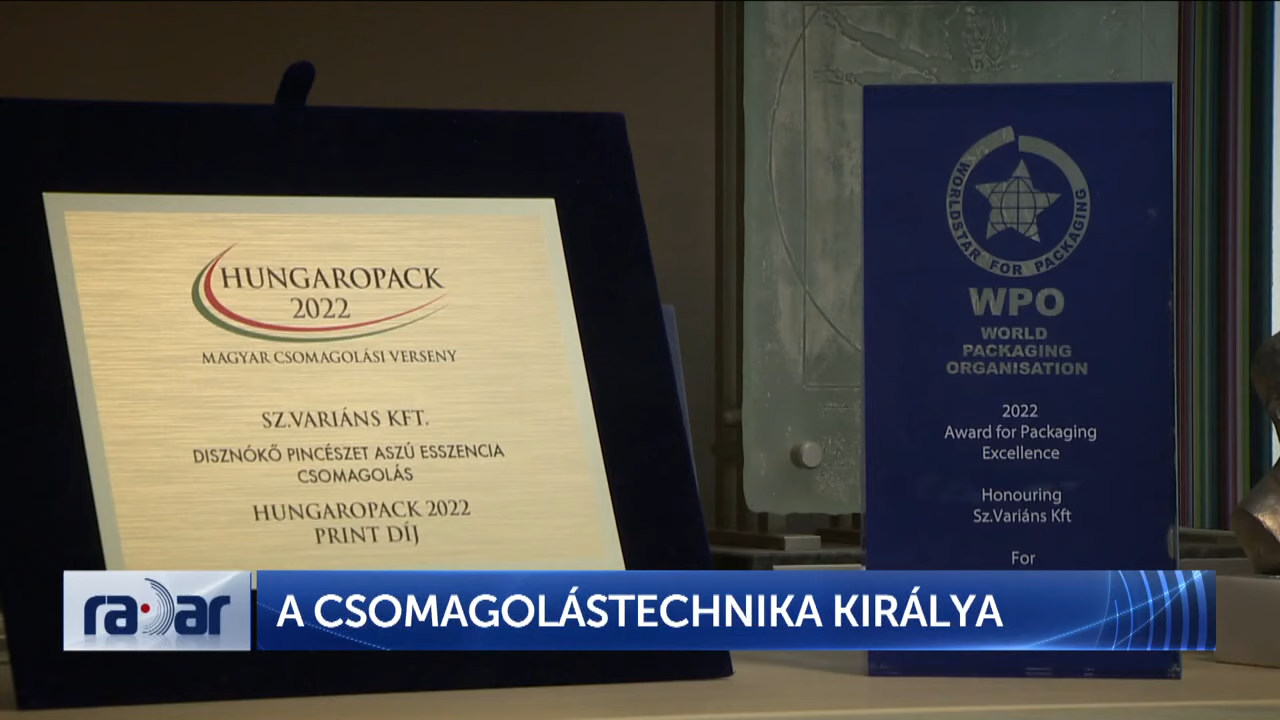 HUNGAROPACK
2022
MAGYAR CSOMAGOLÁSI VERSENY
SZ.VARIÁNS KFT.
DISZNÓKŐ PINCÉSZET ASZÚ ESSZENCIA
CSOMAGOLÁS
HUNGAROPACK 2022
PRINT DÍJ
WORLDSTAR FOR PACKAGING
WPO
WORLD
PACKAGING
ORGANISATION
2022
Award for Packaging
Excellence
Honouring
Sz.Variáns Kft
For
radar
A CSOMAGOLÁSTECHNIKA KIRÁLYA